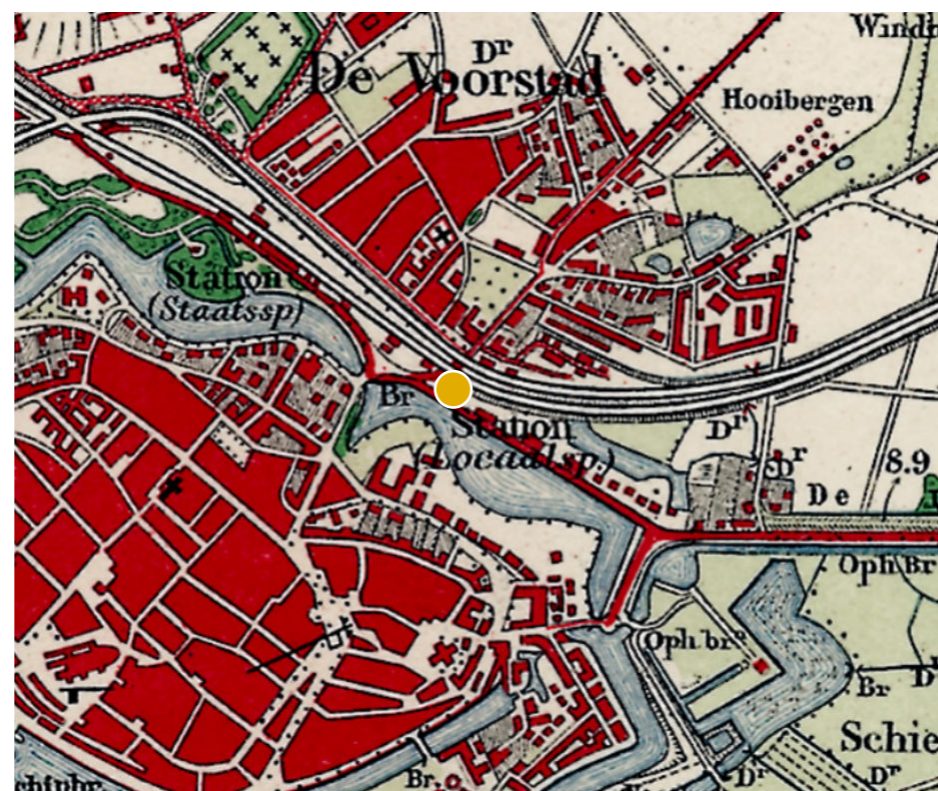 Windr
Dr
De Voorstad
Hooibergen
Station
(Staatssp)
Br
Station
(Locaalsp.)
Dr
Dr
8.9
De
Oph Br
Oph brg
D
Br
Schie
Br.
Dr
Dr